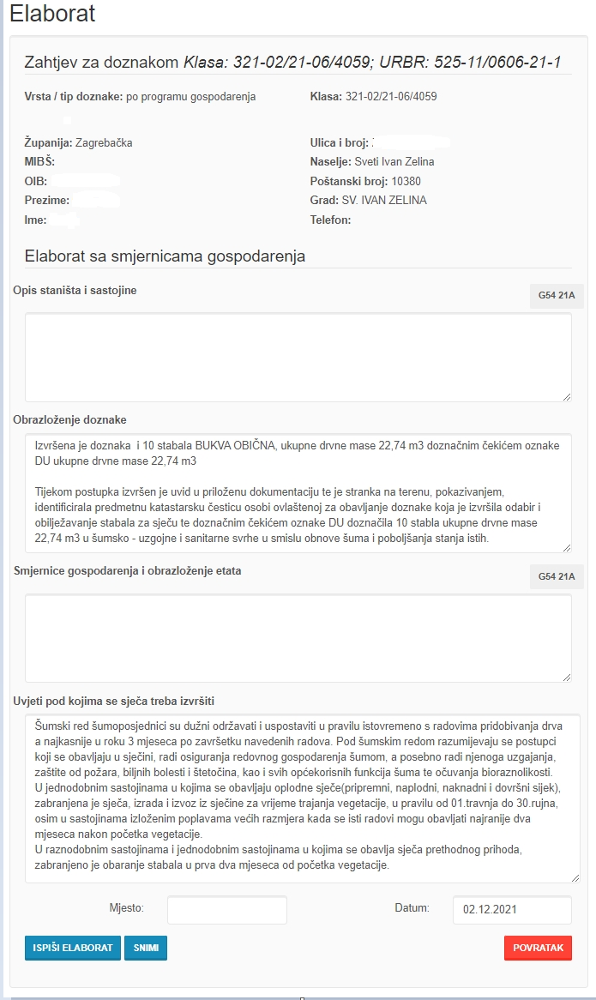 Elaborat
Zahtjev za doznakom Klasa: 321-02/21-06/4059; URBR: 525-11/0606-21-1
Vrsta / tip doznake: po programu gospodarenja
Klasa: 321-02/21-06/4059
Županija: Zagrebačka
Ulica i broj:
MIBŠ:
Naselje: Sveti Ivan Zelina
OIB:
Poštanski broj: 10380
Prezime:
Grad: SV. IVAN ZELINA
Ime:
Telefon:
Elaborat sa smjernicama gospodarenja
Opis staništa i sastojine
G54 21A
Obrazloženje doznake
Izvršena je doznaka  i 10 stabala BUKVA OBIČNA, ukupne drvne mase 22,74 m3 doznačnim čekićem oznake
DU ukupne drvne mase 22,74 m3
Tijekom postupka izvršen je uvid u priloženu dokumentaciju te je stranka na terenu, pokazivanjem,
identificirala predmetnu katastarsku česticu osobi ovlaštenoj za obavljanje doznake koja je izvršila odabir i
obilježavanje stabala za sječu te doznačnim čekićem oznake DU doznačila 10 stabla ukupne drvne mase
22,74 m3 u šumsko - uzgojne i sanitarne svrhe u smislu obnove šuma i poboljšanja stanja istih.
Smjernice gospodarenja i obrazloženje etata
G54 21A
Uvjeti pod kojima se sječa treba izvršiti
Šumski red šumoposjednici su dužni održavati i uspostaviti u pravilu istovremeno s radovima pridobivanja drva
a najkasnije u roku 3 mjeseca po završetku navedenih radova. Pod šumskim redom razumijevaju se postupci
koji se obavljaju u sječini, radi osiguranja redovnog gospodarenja šumom, a posebno radi njenoga uzgajanja,
zaštite od požara, biljnih bolesti i štetočina, kao i svih općekorisnih funkcija šuma te očuvanja bioraznolikosti.
U jednodobnim sastojinama u kojima se obavljaju oplodne sječe(pripremni, naplodni, naknadni i dovršni sijek),
zabranjena je sječa, izrada i izvoz iz sječine za vrijeme trajanja vegetacije, u pravilu od 01.travnja do 30.rujna,
osim u sastojinama izloženim poplavama većih razmjera kada se isti radovi mogu obavljati najranije dva
mjeseca nakon početka vegetacije.
U raznodobnim sastojinama i jednodobnim sastojinama u kojima se obavlja sječa prethodnog prihoda,
zabranjeno je obaranje stabala u prva dva mjeseca od početka vegetacije.
Mjesto:
Datum: 02.12.2021
ISPIŠI ELABORAT
SNIMI
POVRATAK